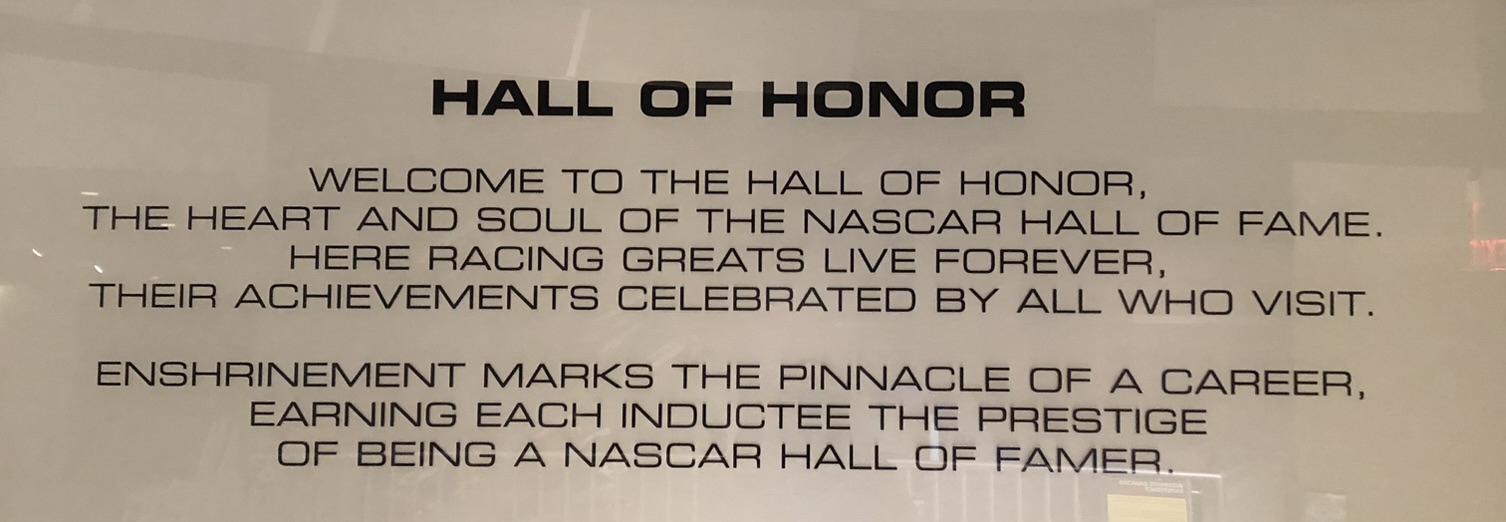 HALL OF HONOR
WELCOME TO THE HALL OF HONOR,
THE HEART AND SOUL OF THE NASCAR HALL OF FAME.
HERE RACING GREATS LIVE FOREVER,
THEIR ACHIEVEMENTS CELEBRATED BY ALL WHO VISIT.
ENSHRINEMENT MARKS THE PINNACLE OF A CAREER,
EARNING EACH INDUCTEE THE PRESTIGE
OF BEING A NASCAR HALL OF FAMER.